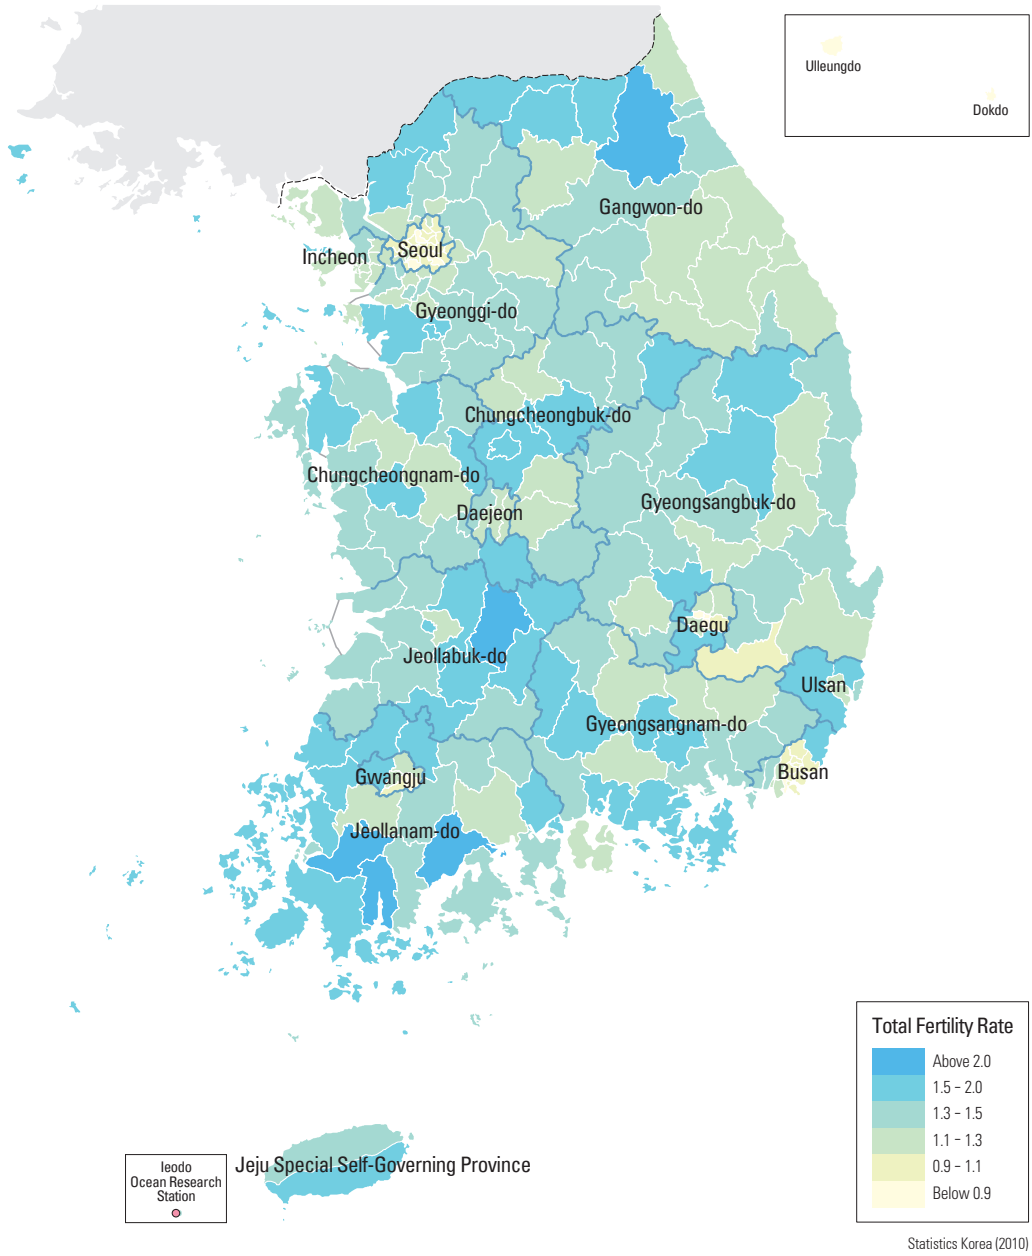 Ulleungdo
Dokdo
Gangwon-do
Incheon
Seoul
Gyeonggi-do
Chungcheongbuk-do
Chungcheongnam-do
Gyeongsangbuk-do
Daejeon
Daegu
Jeollabuk-do
Ulsan
Gyeongsangnam-do
Gwangju
Busan
Jeollanam-do
Total Fertility Rate
Above 2.0
1.5 – 2.0
1.3 – 1.5
1.1 – 1.3
0.9 – 1.1
Below 0.9
Jeju Special Self-Governing Province
Ieodo
Ocean Research
Station
Statistics Korea (2010)